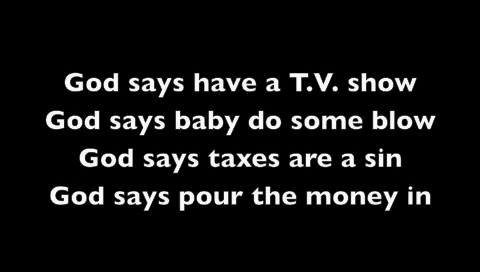 God says have a T.V. show
God says baby do some blow
God says taxes are a sin
God says pour the money in